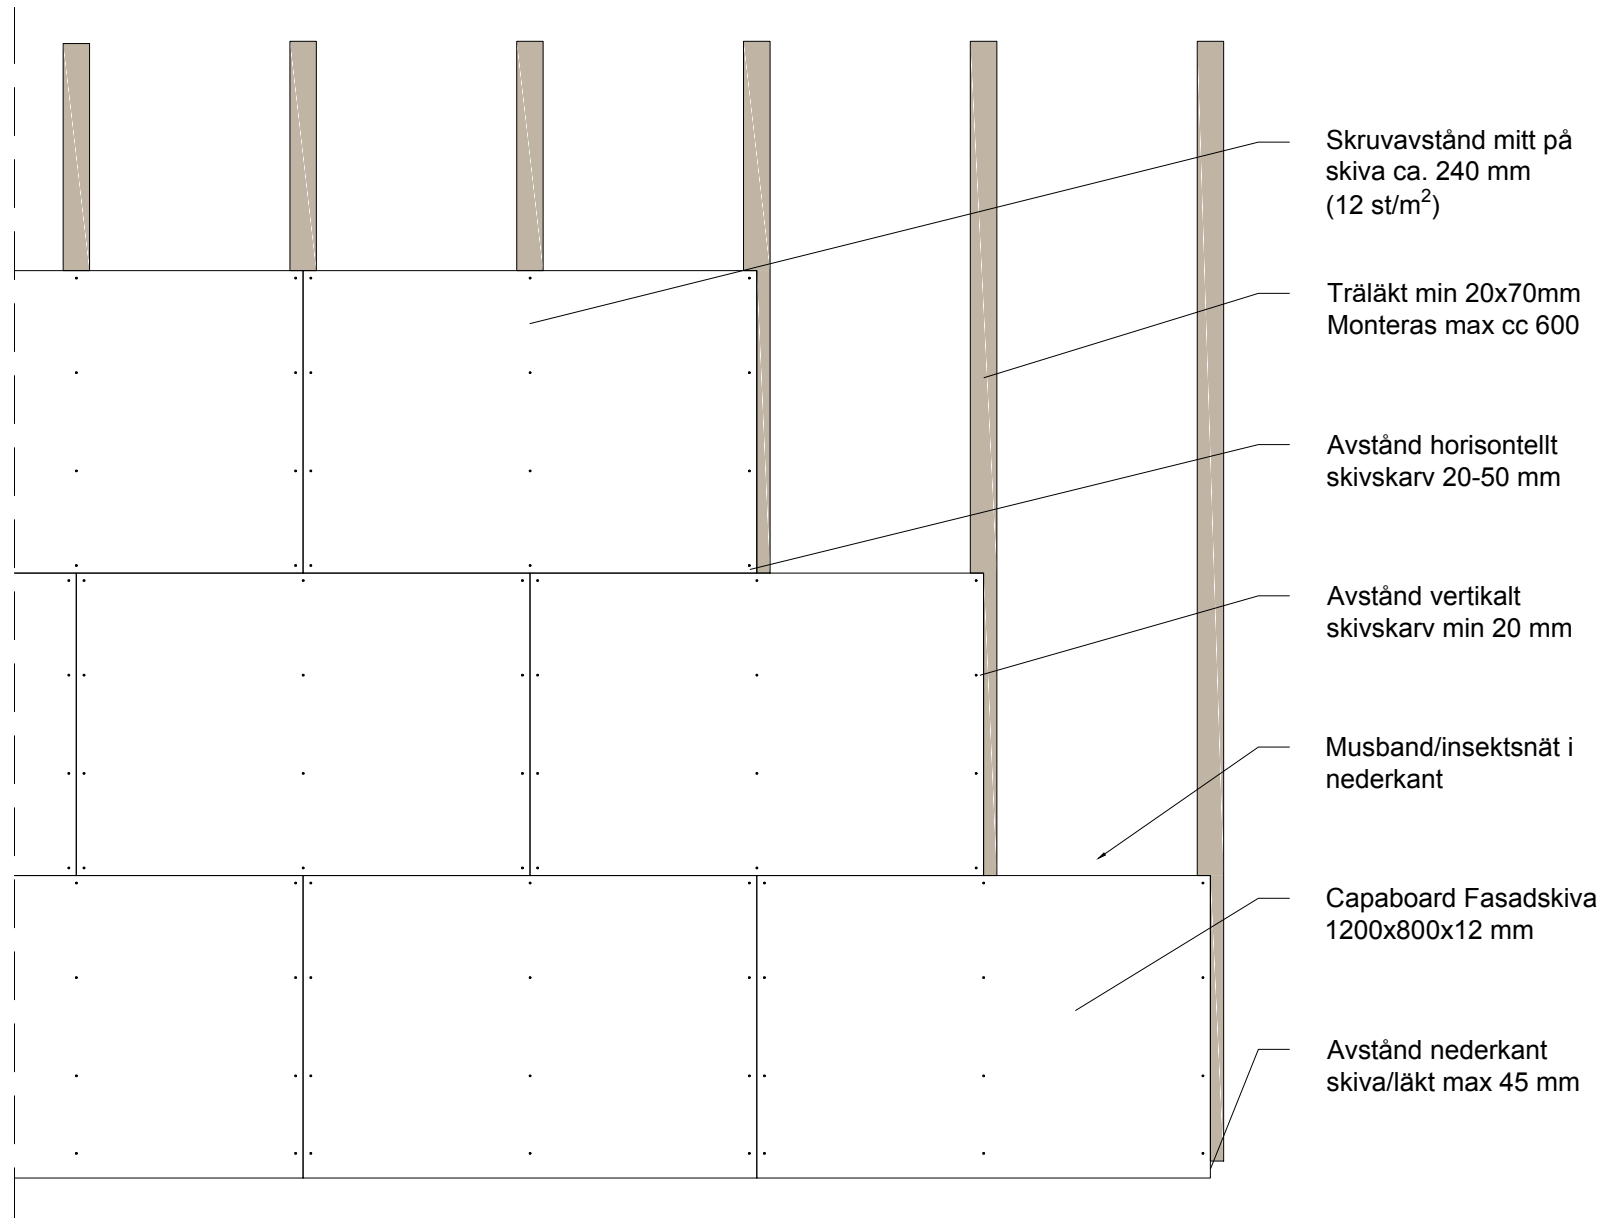 Skruvavstånd mitt på
skiva ca. 240 mm
(12 st/m²)
Träläkt min 20x70mm
Monteras max cc 600
Avstånd horisontellt
skivskarv 20-50 mm
Avstånd vertikalt
skivskarv min 20 mm
Musband/insektsnät i
nederkant
Capaboard Fasadskiva
1200x800x12 mm
Avstånd nederkant
skiva/läkt max 45 mm